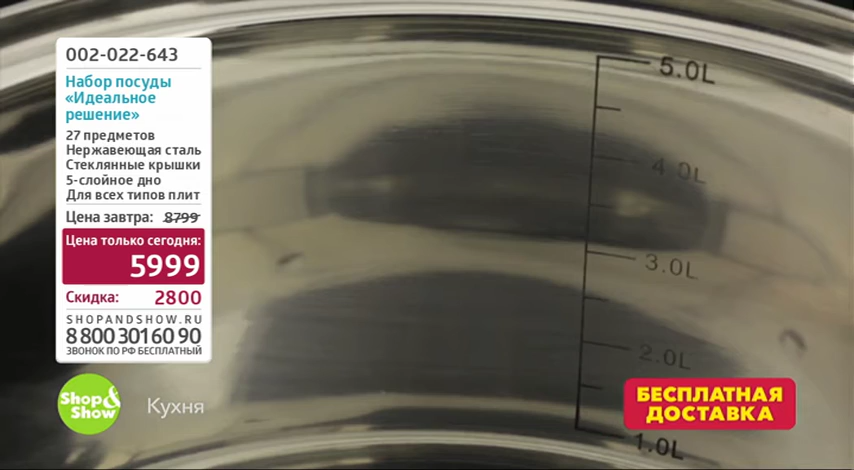 002-022-643
Набор посуды
«Идеальное
решение»
27 предметов
Нержавеющая сталь
Стеклянные крышки
5-слойное дно
Для всех типов плит
Цена завтра: 8799
Цена только сегодня:
5999
Скидка: 2800
SHOPANDSHOW.RU
8 800 301 60 90
ЗВОНОК ПО РФ БЕСПЛАТНЫЙ
Shop&
Show
Кухня
5.0L
4.0L
3.0L
2.0L
1.0L
БЕСПЛАТНАЯ
ДОСТАВКА